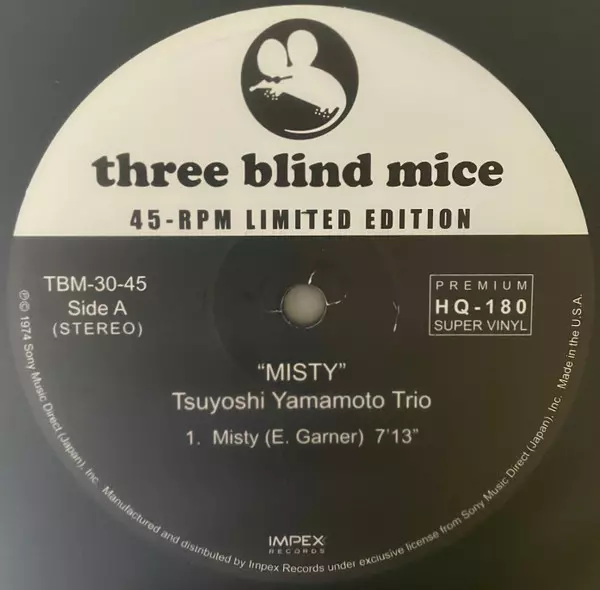 three blind mice
45-RPM LIMITED EDITION
TBM-30-45
Side A
(STEREO)
PREMIUM
HQ-180
SUPER VINYL
"MISTY"
Tsuyoshi Yamamoto Trio
1. Misty (E. Garner) 7'13"
℗© 1974 Sony Music Direct (Japan), Inc. Manufactured and distributed by Impex Records under exclusive license from Sony Music Direct (Japan), Inc. Made in the U.S.A.
IMPEX
RECORDS